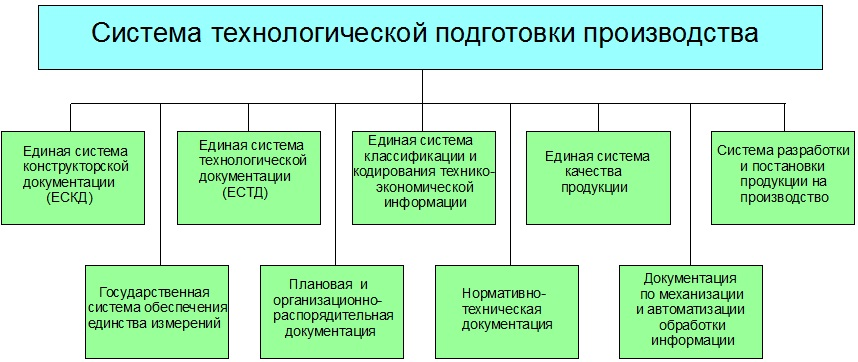 Система технологической подготовки производства
Единая система
конструкторской
документации
(ЕСКД)
Единая система
технологической
документации
(ЕСТД)
Единая система
классификации и
кодирования технико-
экономической
информации
Единая система
качества
продукции
Система разработки
и постановки
продукции на
производство
Государственная
система обеспечения
единства измерений
Плановая и
организационно-
распорядительная
документация
Нормативно-
техническая
документация
Документация
по механизации
и автоматизации
обработки
информации